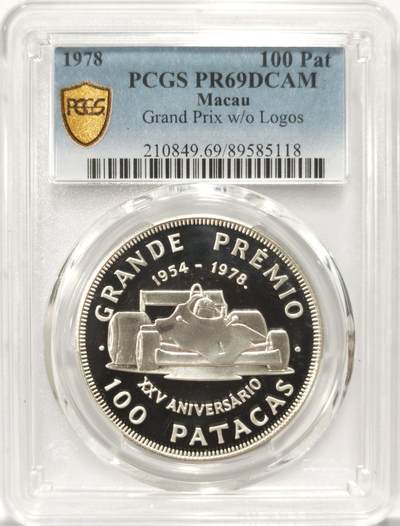 1978 100 Pat
PCGS PR69DCAM
Macau
Grand Prix w/o Logos
PCGS
210849.69/89585118
GRANDE PRÉMIO
1954 - 1978.
XXV ANIVERSÁRIO
100 PATACAS